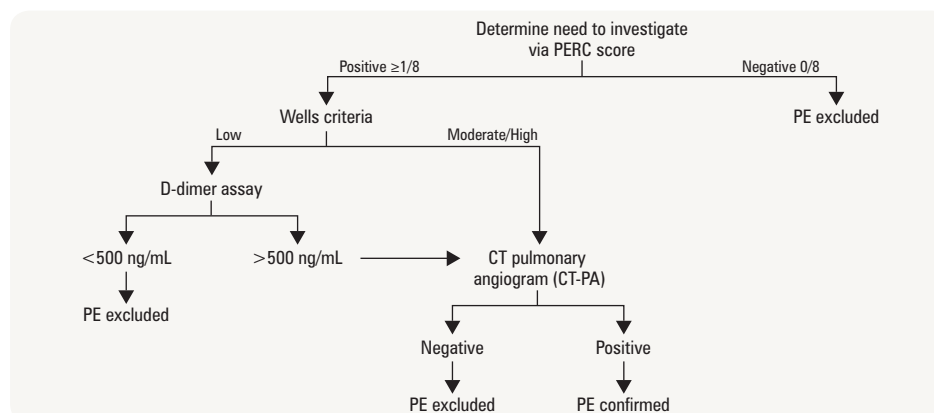 Determine need to investigate
via PERC score
Positive ≥1/8
Negative 0/8
Wells criteria
PE excluded
Low
Moderate/High
D-dimer assay
<500 ng/mL
>500 ng/mL
CT pulmonary
angiogram (CT-PA)
PE excluded
Negative
Positive
PE excluded
PE confirmed